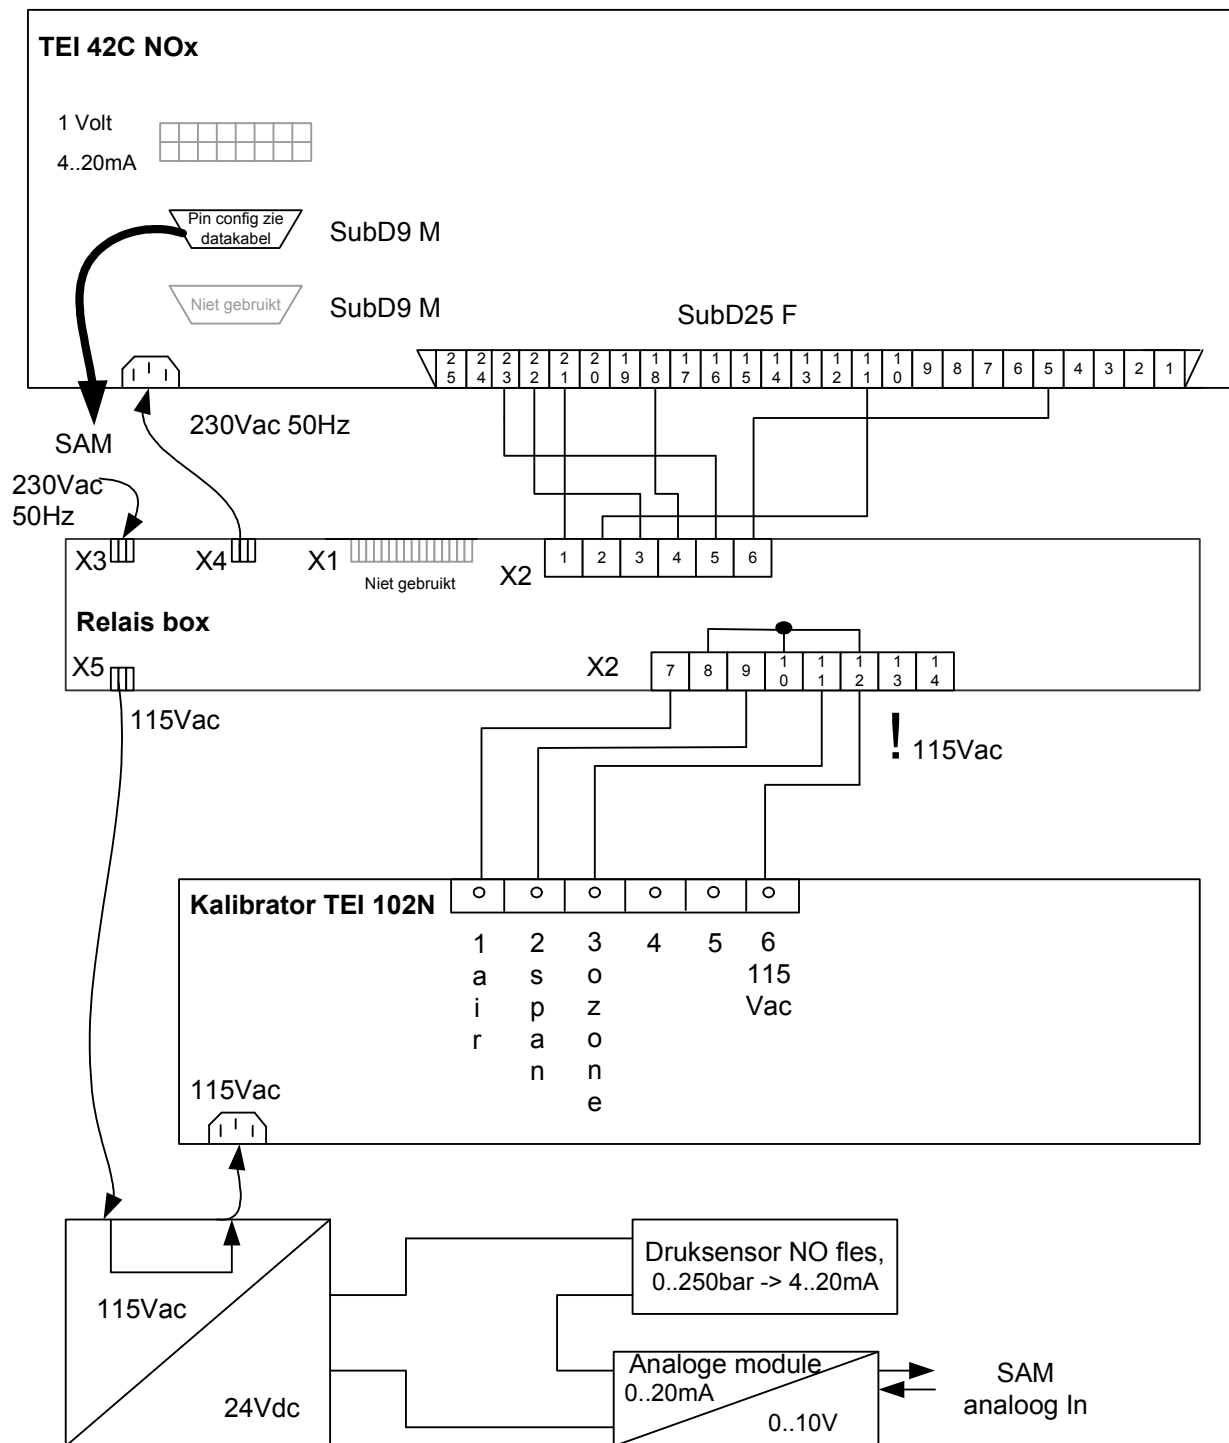 TEI 42C NOx
1 Volt
4..20mA
Pin config zie
datakabel
SubD9 M
Niet gebruikt
SubD9 M
SubD25 F
25 24 23 22 21 20 19 18 17 16 15 14 13 12 11 10 9 8 7 6 5 4 3 2 1
230Vac 50Hz
SAM
230Vac
50Hz
X3
X4
X1
Niet gebruikt
X2
1 2 3 4 5 6
Relais box
X5
X2
7 8 9 10 11 12 13 14
115Vac
! 115Vac
Kalibrator TEI 102N
1 2 3 4 5 6
air
span
ozone
115
Vac
115Vac
115Vac
24Vdc
Druksensor NO fles,
0..250bar -> 4..20mA
Analoge module
0..20mA
0..10V
SAM
analoog In